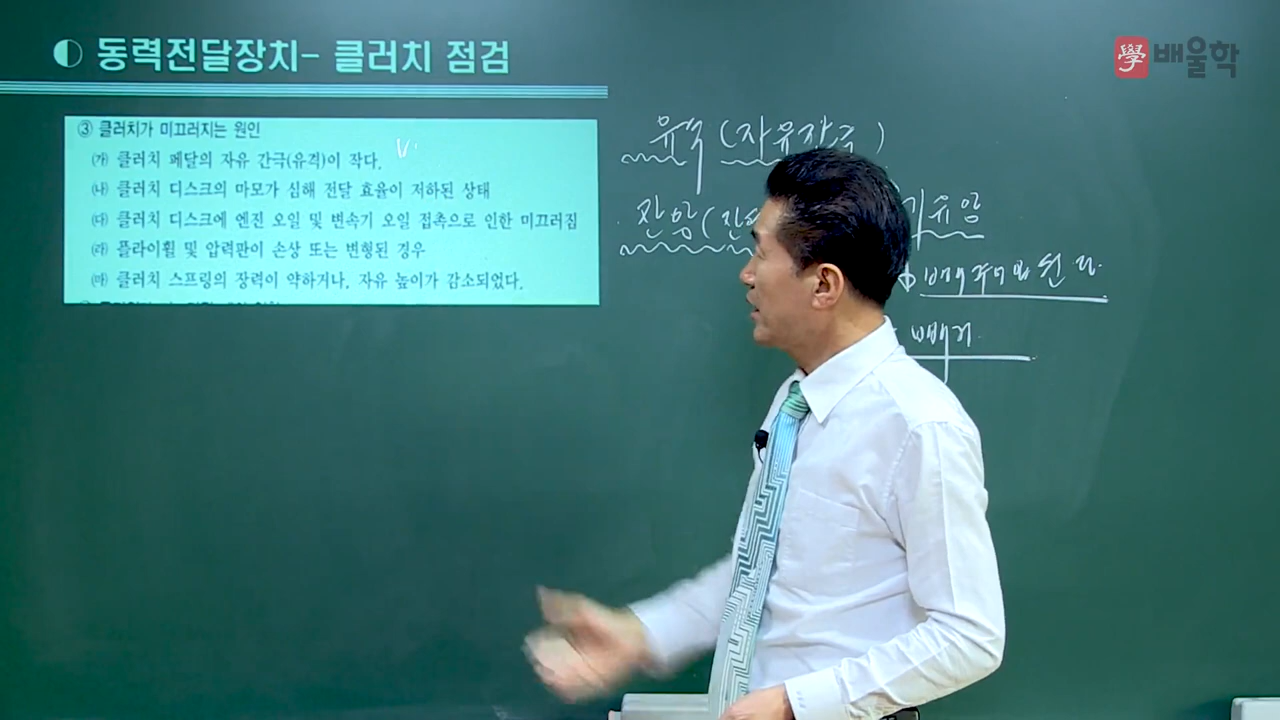 동력전달장치- 클러치 점검
學 배울학
③ 클러치가 미끄러지는 원인
㈎ 클러치 페달의 자유 간극(유격)이 작다.
㈏ 클러치 디스크의 마모가 심해 전달 효율이 저하된 상태
㈐ 클러치 디스크에 엔진 오일 및 변속기 오일 접촉으로 인한 미끄러짐
㈑ 플라이휠 및 압력판이 손상 또는 변형된 경우
㈒ 클러치 스프링의 장력이 약하거나, 자유 높이가 감소되었다.
유격 (자유간극)
잔압(잔